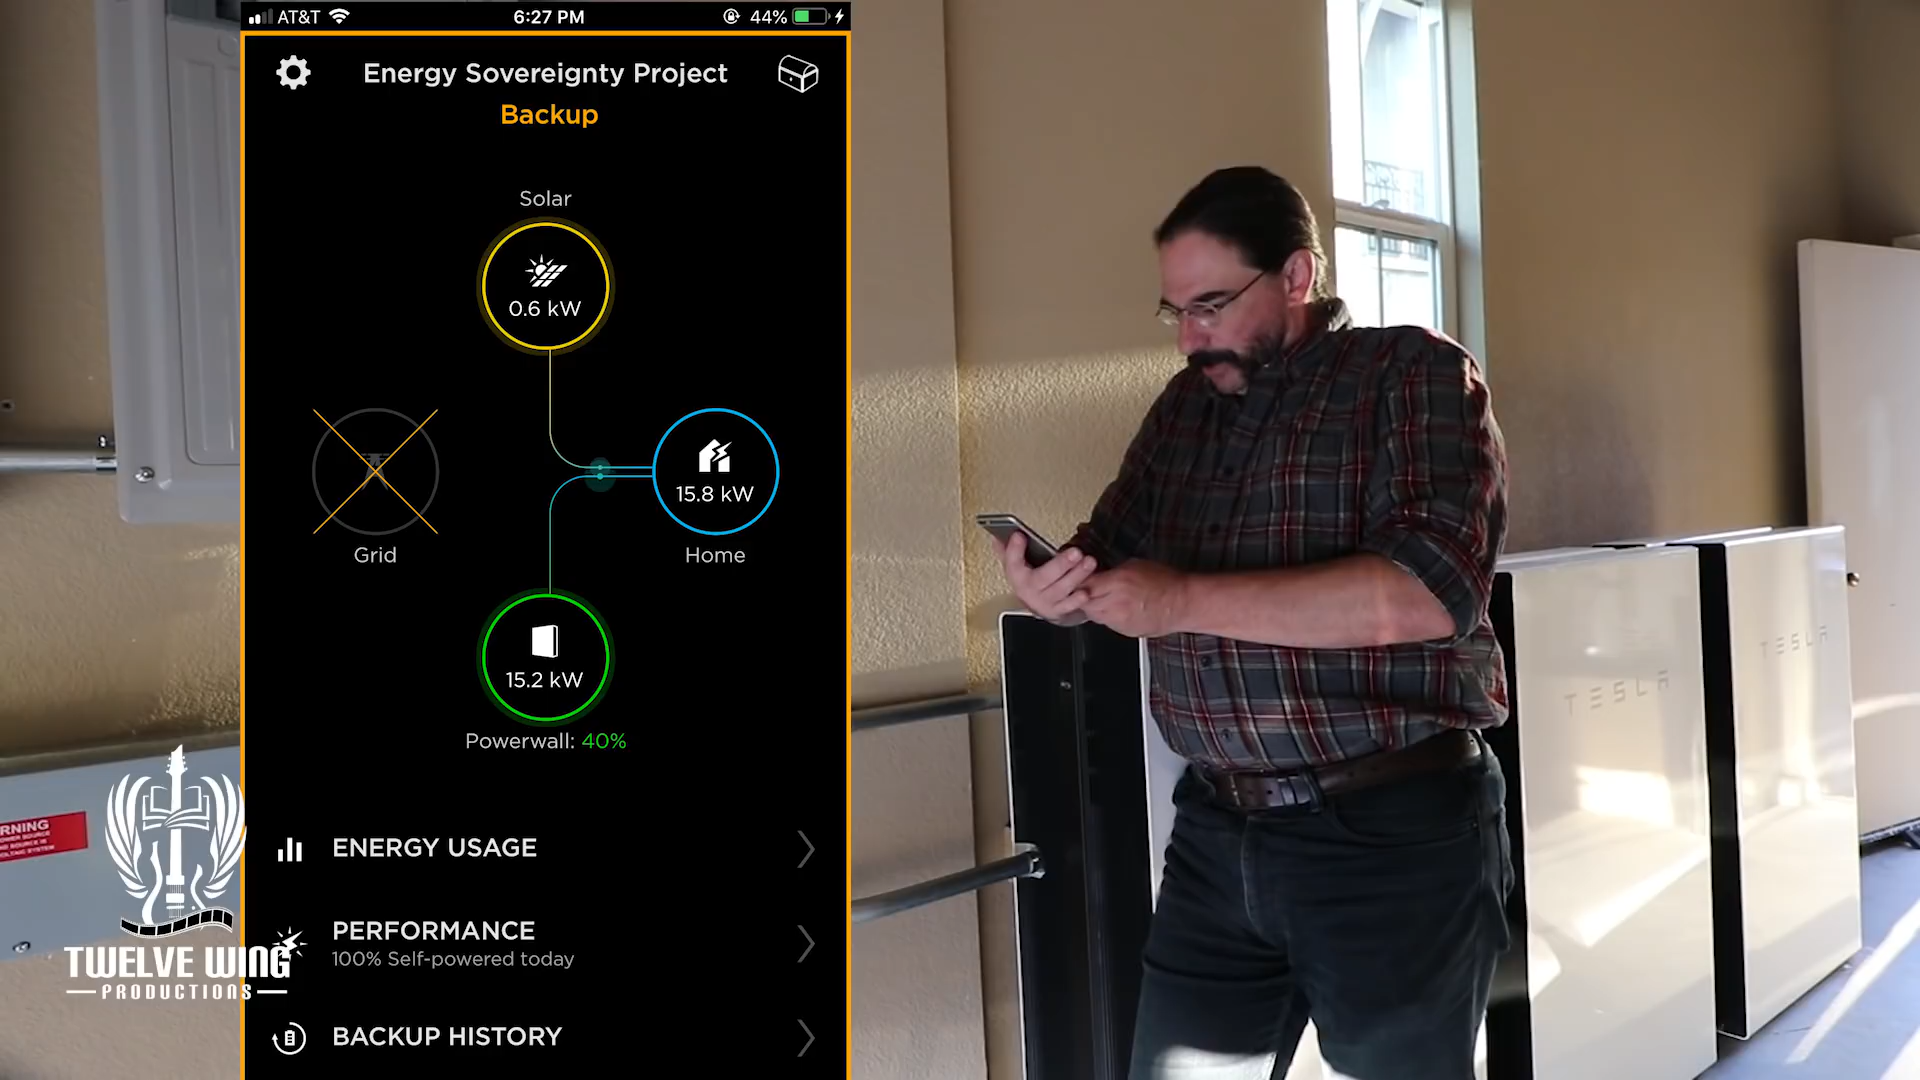 AT&T
6:27 PM
44%
Energy Sovereignty Project
Backup
Solar
0.6 kW
15.8 kW
Grid
Home
15.2 kW
Powerwall: 40%
ENERGY USAGE
PERFORMANCE
100% Self-powered today
BACKUP HISTORY
TWELVE WING
PRODUCTIONS
TESLA
TESLA